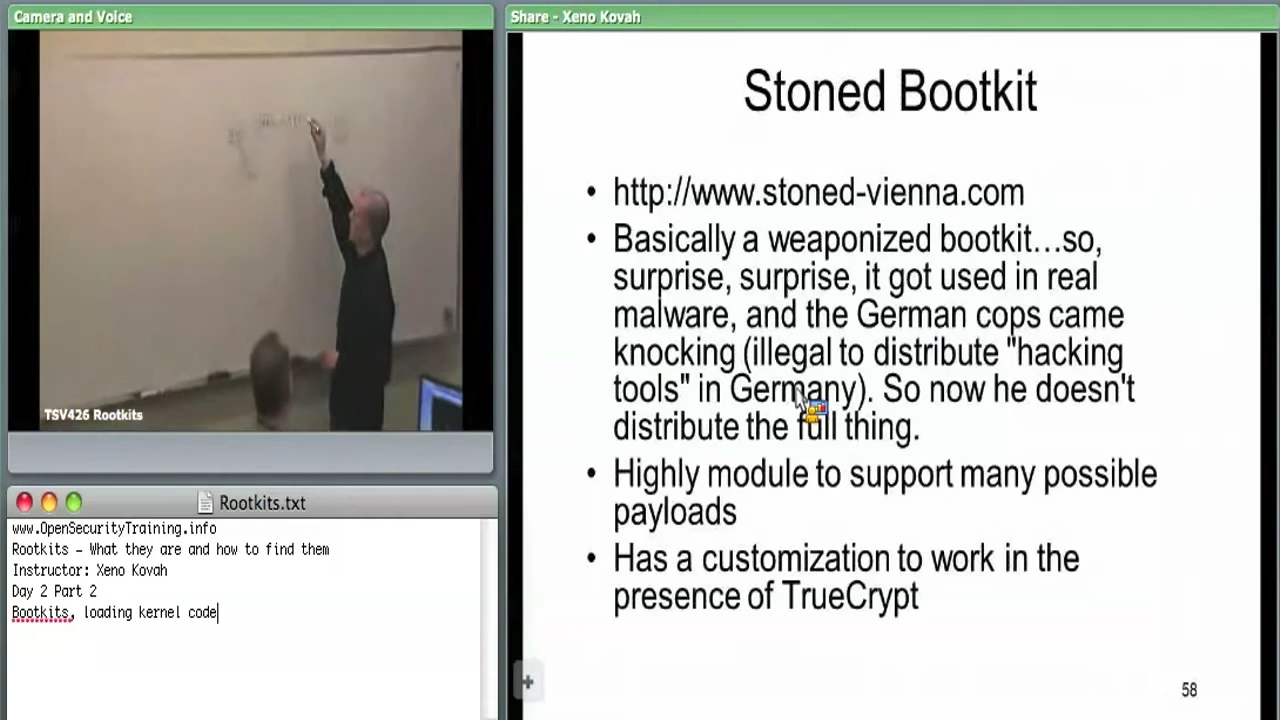 Camera and Voice
Share - Xeno Kovah
TSV426 Rootkits
Rootkits.txt
www.OpenSecurityTraining.info
Rootkits - What they are and how to find them
Instructor: Xeno Kovah
Day 2 Part 2
Bootkits, loading kernel code
Stoned Bootkit
• http://www.stoned-vienna.com
• Basically a weaponized bootkit…so,
surprise, surprise, it got used in real
malware, and the German cops came
knocking (illegal to distribute "hacking
tools" in Germany). So now he doesn't
distribute the full thing.
• Highly module to support many possible
payloads
• Has a customization to work in the
presence of TrueCrypt
58